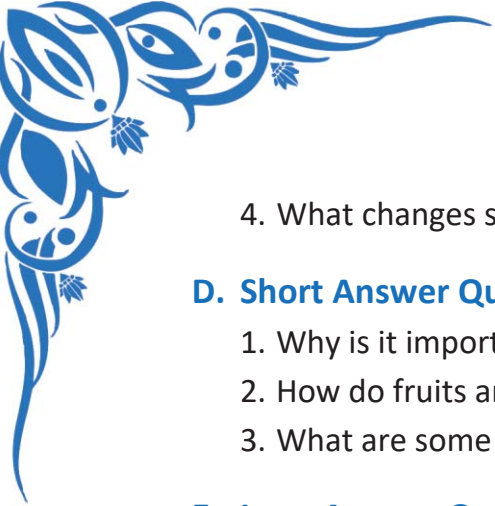 4. What changes s
D. Short Answer Qu
1. Why is it import
2. How do fruits ar
3. What are some